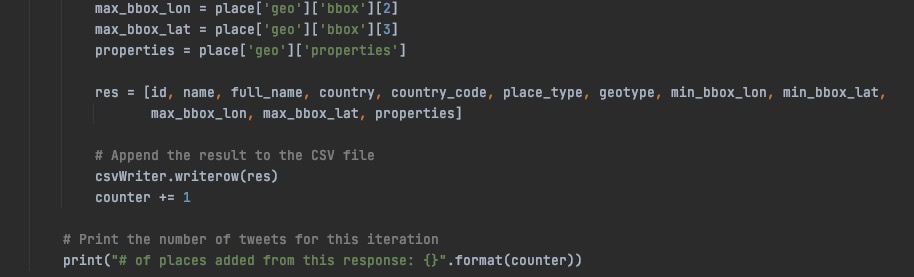 max_bbox_lon = place['geo']['bbox'][2]
max_bbox_lat = place['geo']['bbox'][3]
properties = place['geo']['properties']
res = [id, name, full_name, country, country_code, place_type, geotype, min_bbox_lon, min_bbox_lat,
max_bbox_lon, max_bbox_lat, properties]
# Append the result to the CSV file
csvWriter.writerow(res)
counter += 1
# Print the number of tweets for this iteration
print("# of places added from this response: {}".format(counter))